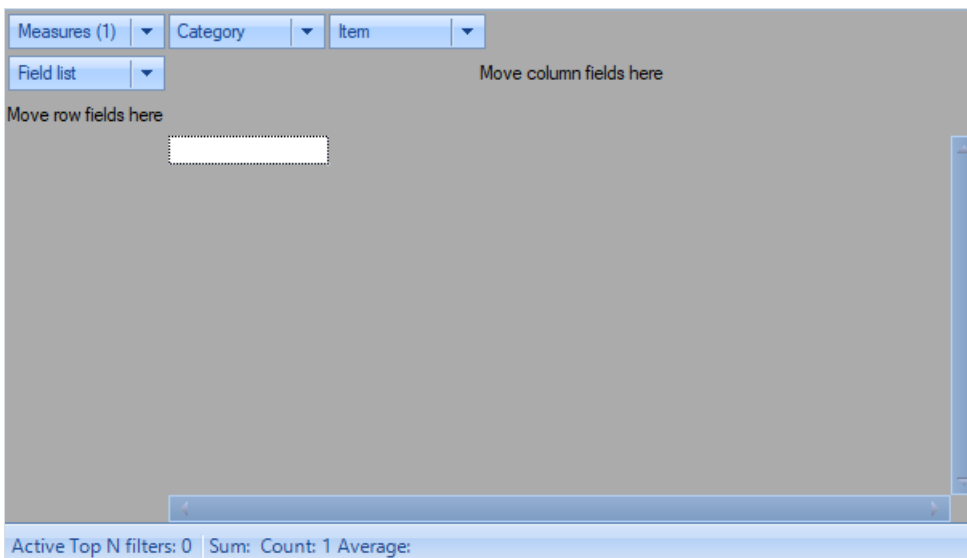 Measures (1) Category Item
Field list Move column fields here
Move row fields here
Active Top N filters: 0 Sum: Count: 1 Average: